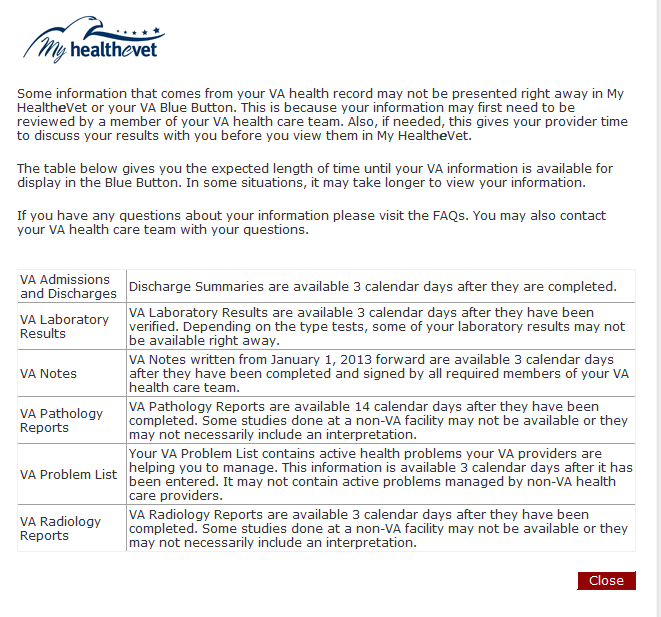 My healthevet
Some information that comes from your VA health record may not be presented right away in My
HealtheVet or your VA Blue Button. This is because your information may first need to be
reviewed by a member of your VA health care team. Also, if needed, this gives your provider time
to discuss your results with you before you view them in My HealtheVet.
The table below gives you the expected length of time until your VA information is available for
display in the Blue Button. In some situations, it may take longer to view your information.
If you have any questions about your information please visit the FAQs. You may also contact
your VA health care team with your questions.
VA Admissions
and Discharges
Discharge Summaries are available 3 calendar days after they are completed.
VA Laboratory
Results
VA Laboratory Results are available 3 calendar days after they have been
verified. Depending on the type tests, some of your laboratory results may not
be available right away.
VA Notes
VA Notes written from January 1, 2013 forward are available 3 calendar days
after they have been completed and signed by all required members of your VA
health care team.
VA Pathology
Reports
VA Pathology Reports are available 14 calendar days after they have been
completed. Some studies done at a non-VA facility may not be available or they
may not necessarily include an interpretation.
VA Problem List
Your VA Problem List contains active health problems your VA providers are
helping you to manage. This information is available 3 calendar days after it has
been entered. It may not contain active problems managed by non-VA health
care providers.
VA Radiology
Reports
VA Radiology Reports are available 3 calendar days after they have been
completed. Some studies done at a non-VA facility may not be available or they
may not necessarily include an interpretation.
Close